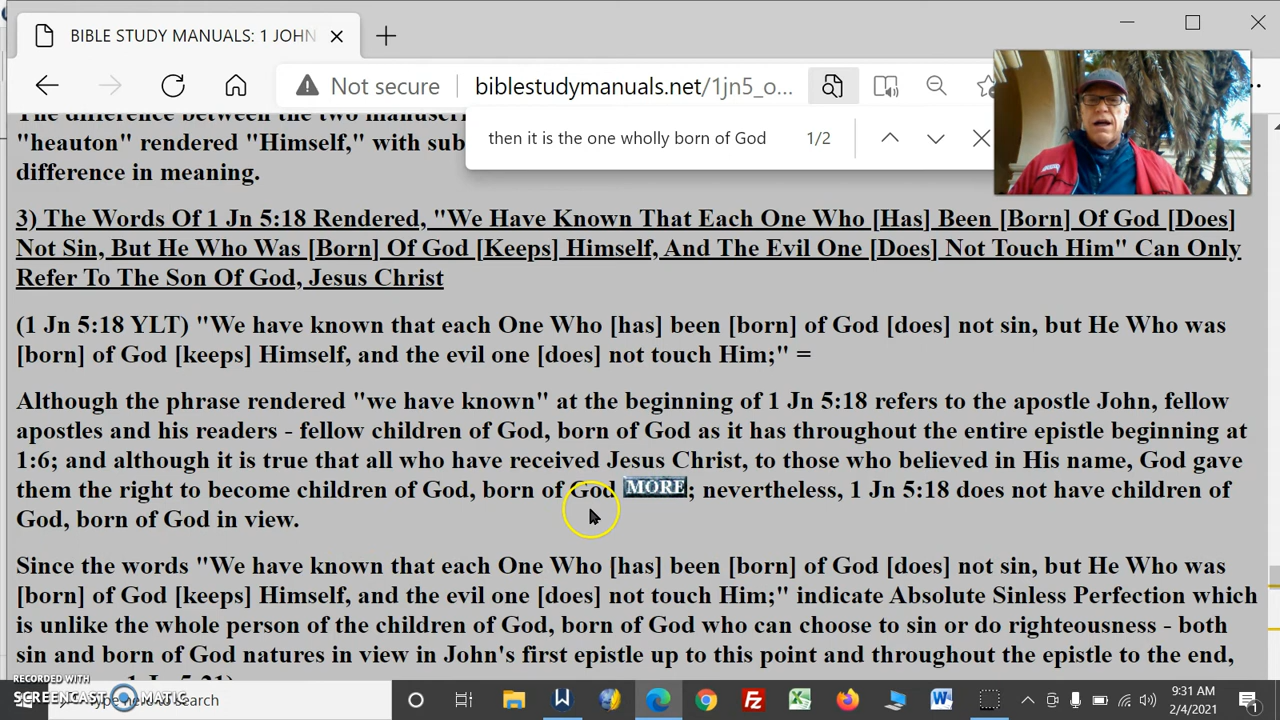 BIBLE STUDY MANUALS: 1 JOHN
Not secure
biblestudymanuals.net/1jn5_o...
then it is the one wholly born of God 1/2
The difference between the two manuscri
"heauton" rendered "Himself," with sub
difference in meaning.
3) The Words Of 1 Jn 5:18 Rendered, "We Have Known That Each One Who [Has] Been [Born] Of God [Does]
Not Sin, But He Who Was [Born] Of God [Keeps] Himself, And The Evil One [Does] Not Touch Him" Can Only
Refer To The Son Of God, Jesus Christ
(1 Jn 5:18 YLT) "We have known that each One Who [has] been [born] of God [does] not sin, but He Who was
[born] of God [keeps] Himself, and the evil one [does] not touch Him;" =
Although the phrase rendered "we have known" at the beginning of 1 Jn 5:18 refers to the apostle John, fellow
apostles and his readers - fellow children of God, born of God as it has throughout the entire epistle beginning at
1:6; and although it is true that all who have received Jesus Christ, to those who believed in His name, God gave
them the right to become children of God, born of God MORE; nevertheless, 1 Jn 5:18 does not have children of
God, born of God in view.
Since the words "We have known that each One Who [has] been [born] of God [does] not sin, but He Who was
[born] of God [keeps] Himself, and the evil one [does] not touch Him;" indicate Absolute Sinless Perfection which
is unlike the whole person of the children of God, born of God who can choose to sin or do righteousness - both
sin and born of God natures in view in John's first epistle up to this point and throughout the epistle to the end,
1 Jn 5:21)
RECORDED WITH
SCREENCAST MATIC
Type here to search
9:31 AM
2/4/2021